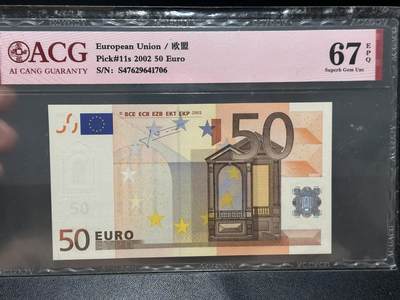 ACG
AI CANG GUARANTY
European Union / 欧盟
Pick#11s 2002 50 Euro
S/N: S47629641706
67 EPQ
Superb Gem Unc
BCE ECB EZB EKT EKP 2002
50
50
50 EURO